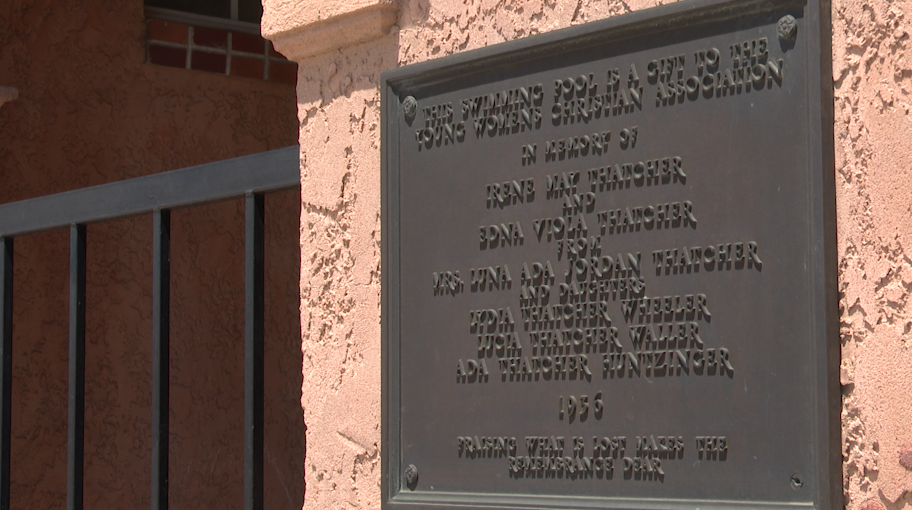 THIS SWIMMING POOL IS A GIFT TO THE
YOUNG WOMENS CHRISTIAN ASSOCIATION
IN MEMORY OF
IRENE MAY THATCHER
AND
EDNA VIOLA THATCHER
FROM
MRS. LUNA ADA JORDAN THATCHER
AND DAUGHTERS
LYDA THATCHER WHEELER
LUCIA THATCHER WALLER
ADA THATCHER HUNTZINGER
1956
PRAISING WHAT IS LOST MAKES THE
REMEMBRANCE DEAR